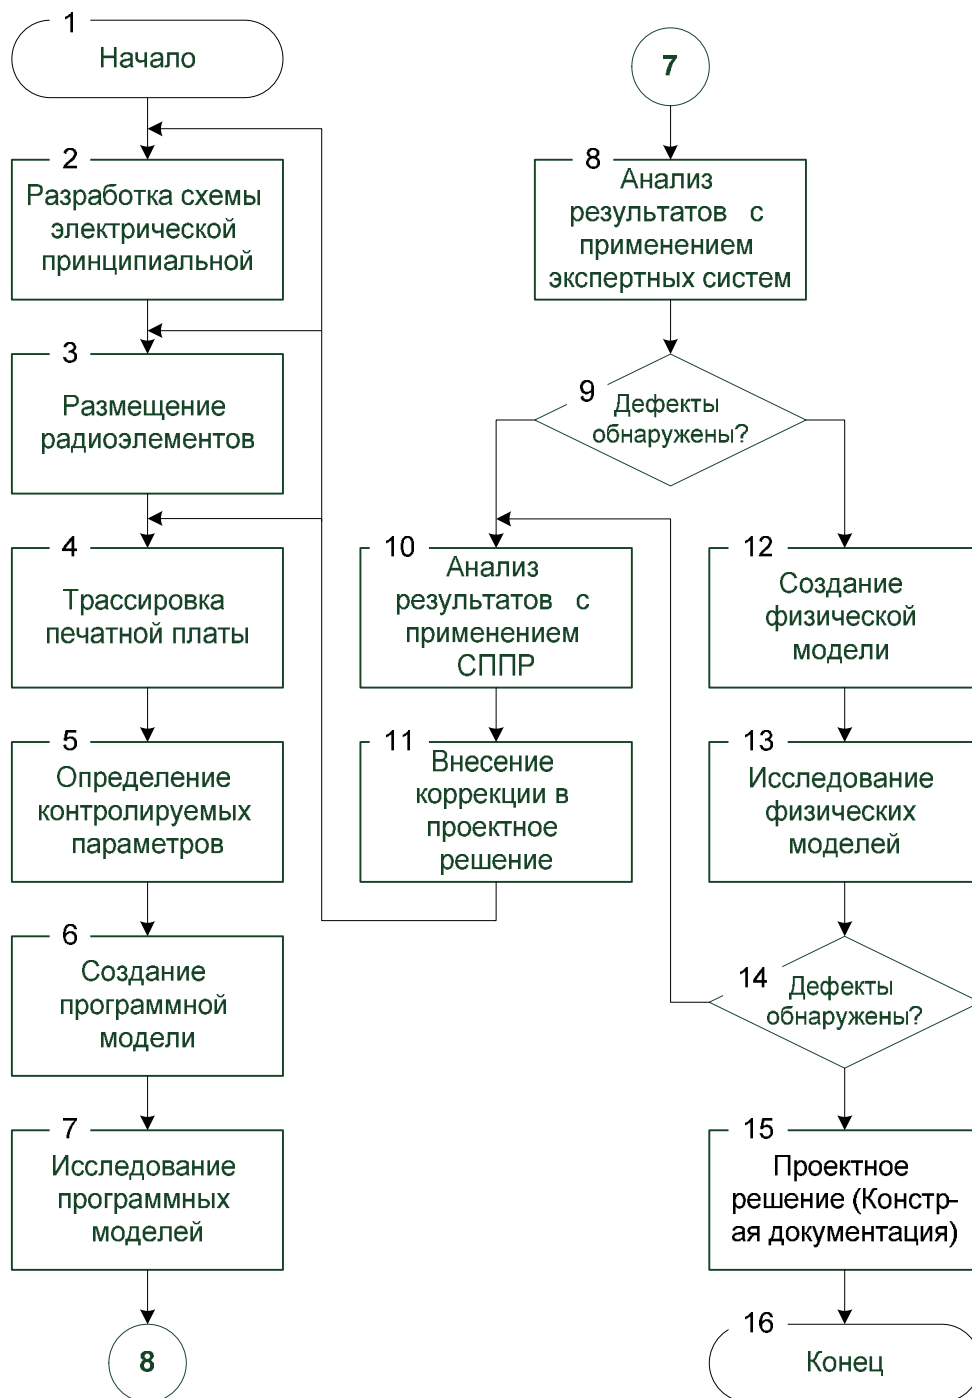 1
Начало
2
Разработка схемы
электрической
принципиальной
3
Размещение
радиоэлементов
4
Трассировка
печатной платы
5
Определение
контролируемых
параметров
6
Создание
программной
модели
7
Исследование
программных
моделей
8
7
8
Анализ
результатов с
применением
экспертных систем
9
Дефекты
обнаружены?
10
Анализ
результатов с
применением
СППР
11
Внесение
коррекции в
проектное
решение
12
Создание
физической
модели
13
Исследование
физических
моделей
14
Дефекты
обнаружены?
15
Проектное
решение (Констр-
ая документация)
16
Конец